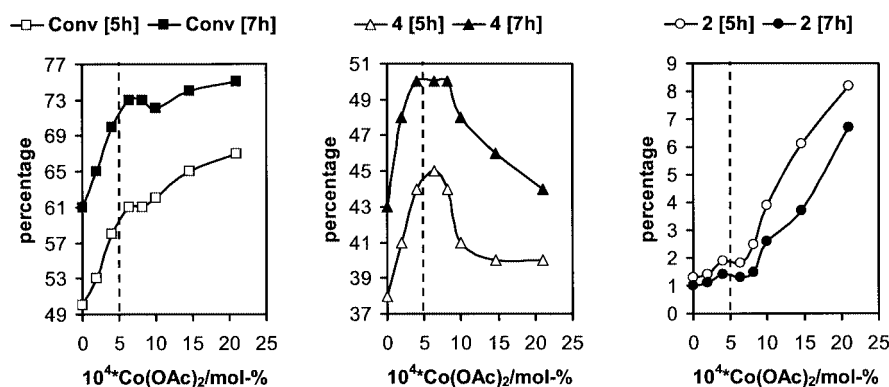 Conv [5h] Conv [7h]
4 [5h] 4 [7h]
2 [5h] 2 [7h]
percentage
77
73
69
65
61
57
53
49
0 5 10 15 20 25
10⁴*Co(OAc)₂/mol-%
percentage
51
49
47
45
43
41
39
37
0 5 10 15 20 25
10⁴*Co(OAc)₂/mol-%
percentage
9
8
7
6
5
4
3
2
1
0
0 5 10 15 20 25
10⁴*Co(OAc)₂/mol-%